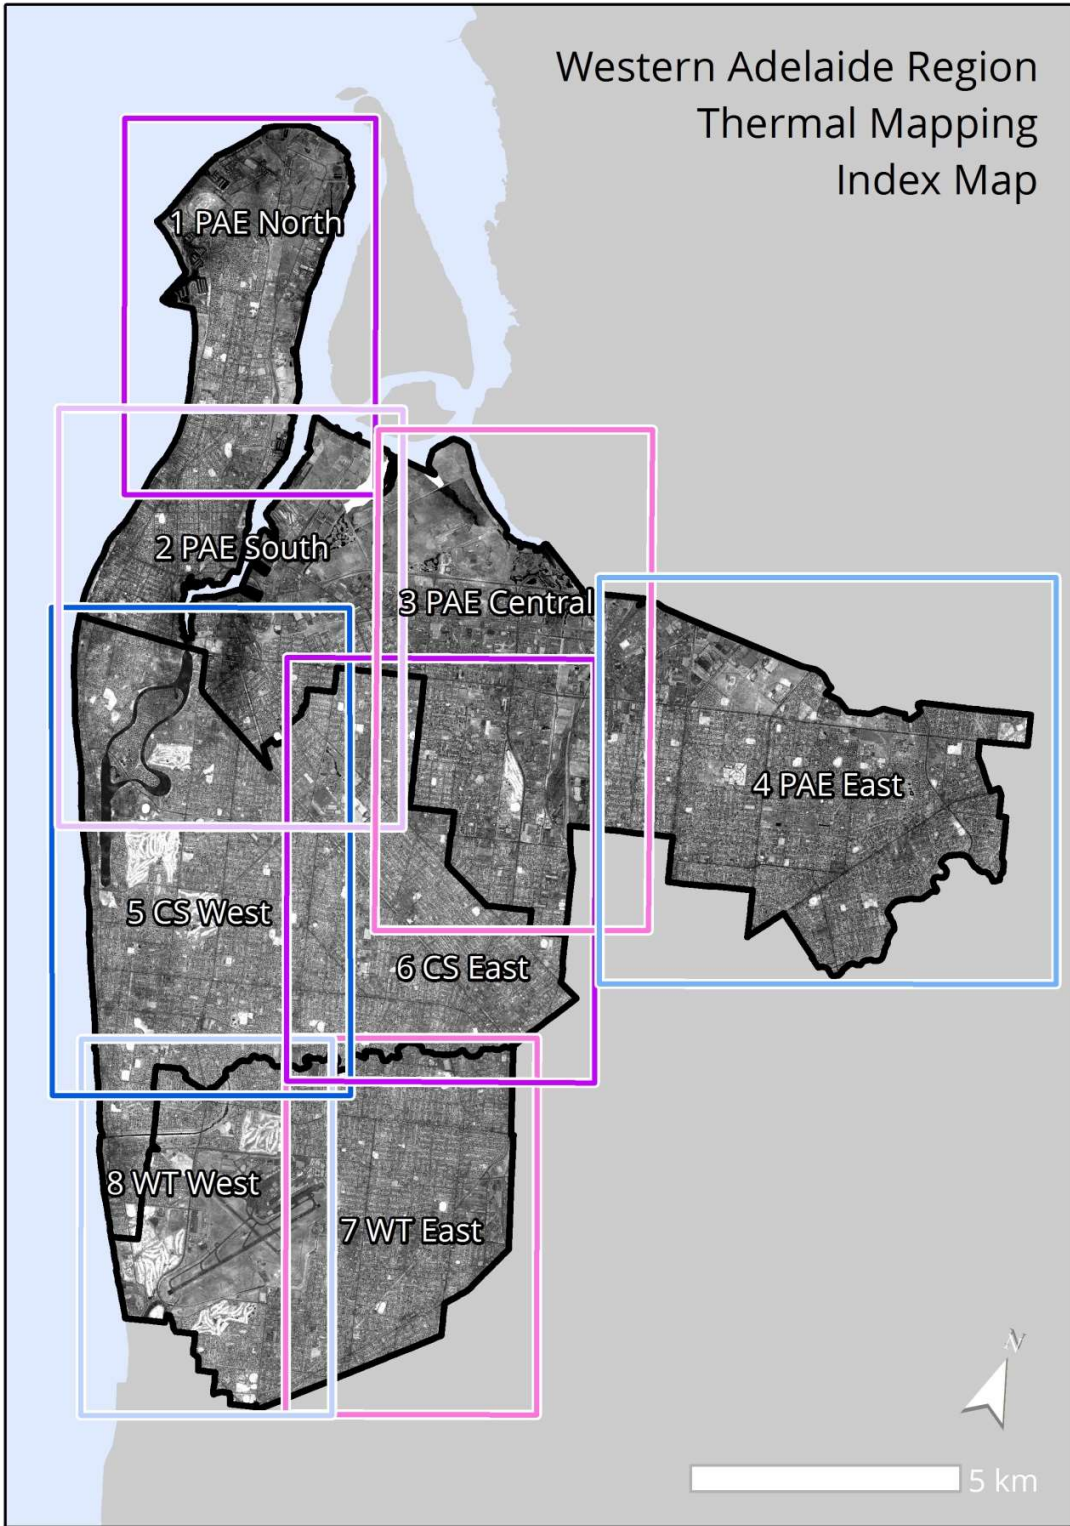 Western Adelaide Region
Thermal Mapping
Index Map
1 PAE North
2 PAE South
3 PAE Central
4 PAE East
5 CS West
6 CS East
8 WT West
7 WT East
N
5 km